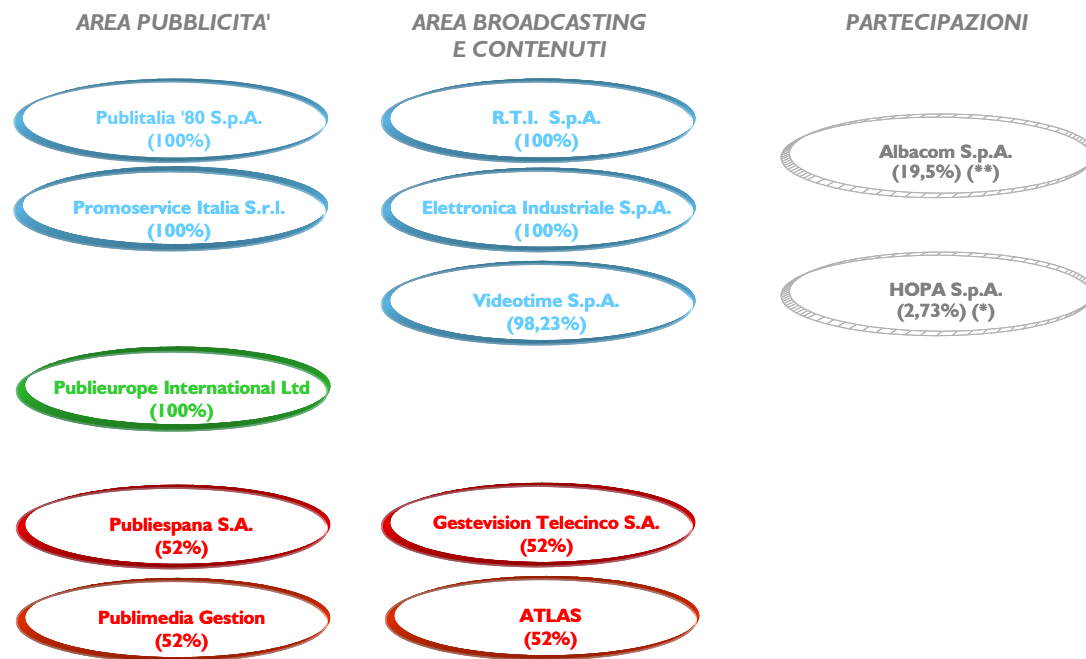 AREA PUBBLICITA'
Publitalia '80 S.p.A.
(100%)
Promoservice Italia S.r.l.
(100%)
Publieurope International Ltd
(100%)
Publiespana S.A.
(52%)
Publimedia Gestion
(52%)
AREA BROADCASTING
E CONTENUTI
R.T.I. S.p.A.
(100%)
Elettronica Industriale S.p.A.
(100%)
Videotime S.p.A.
(98,23%)
Gestevision Telecinco S.A.
(52%)
ATLAS
(52%)
PARTECIPAZIONI
Albacom S.p.A.
(19,5%) (**)
HOPA S.p.A.
(2,73%) (*)